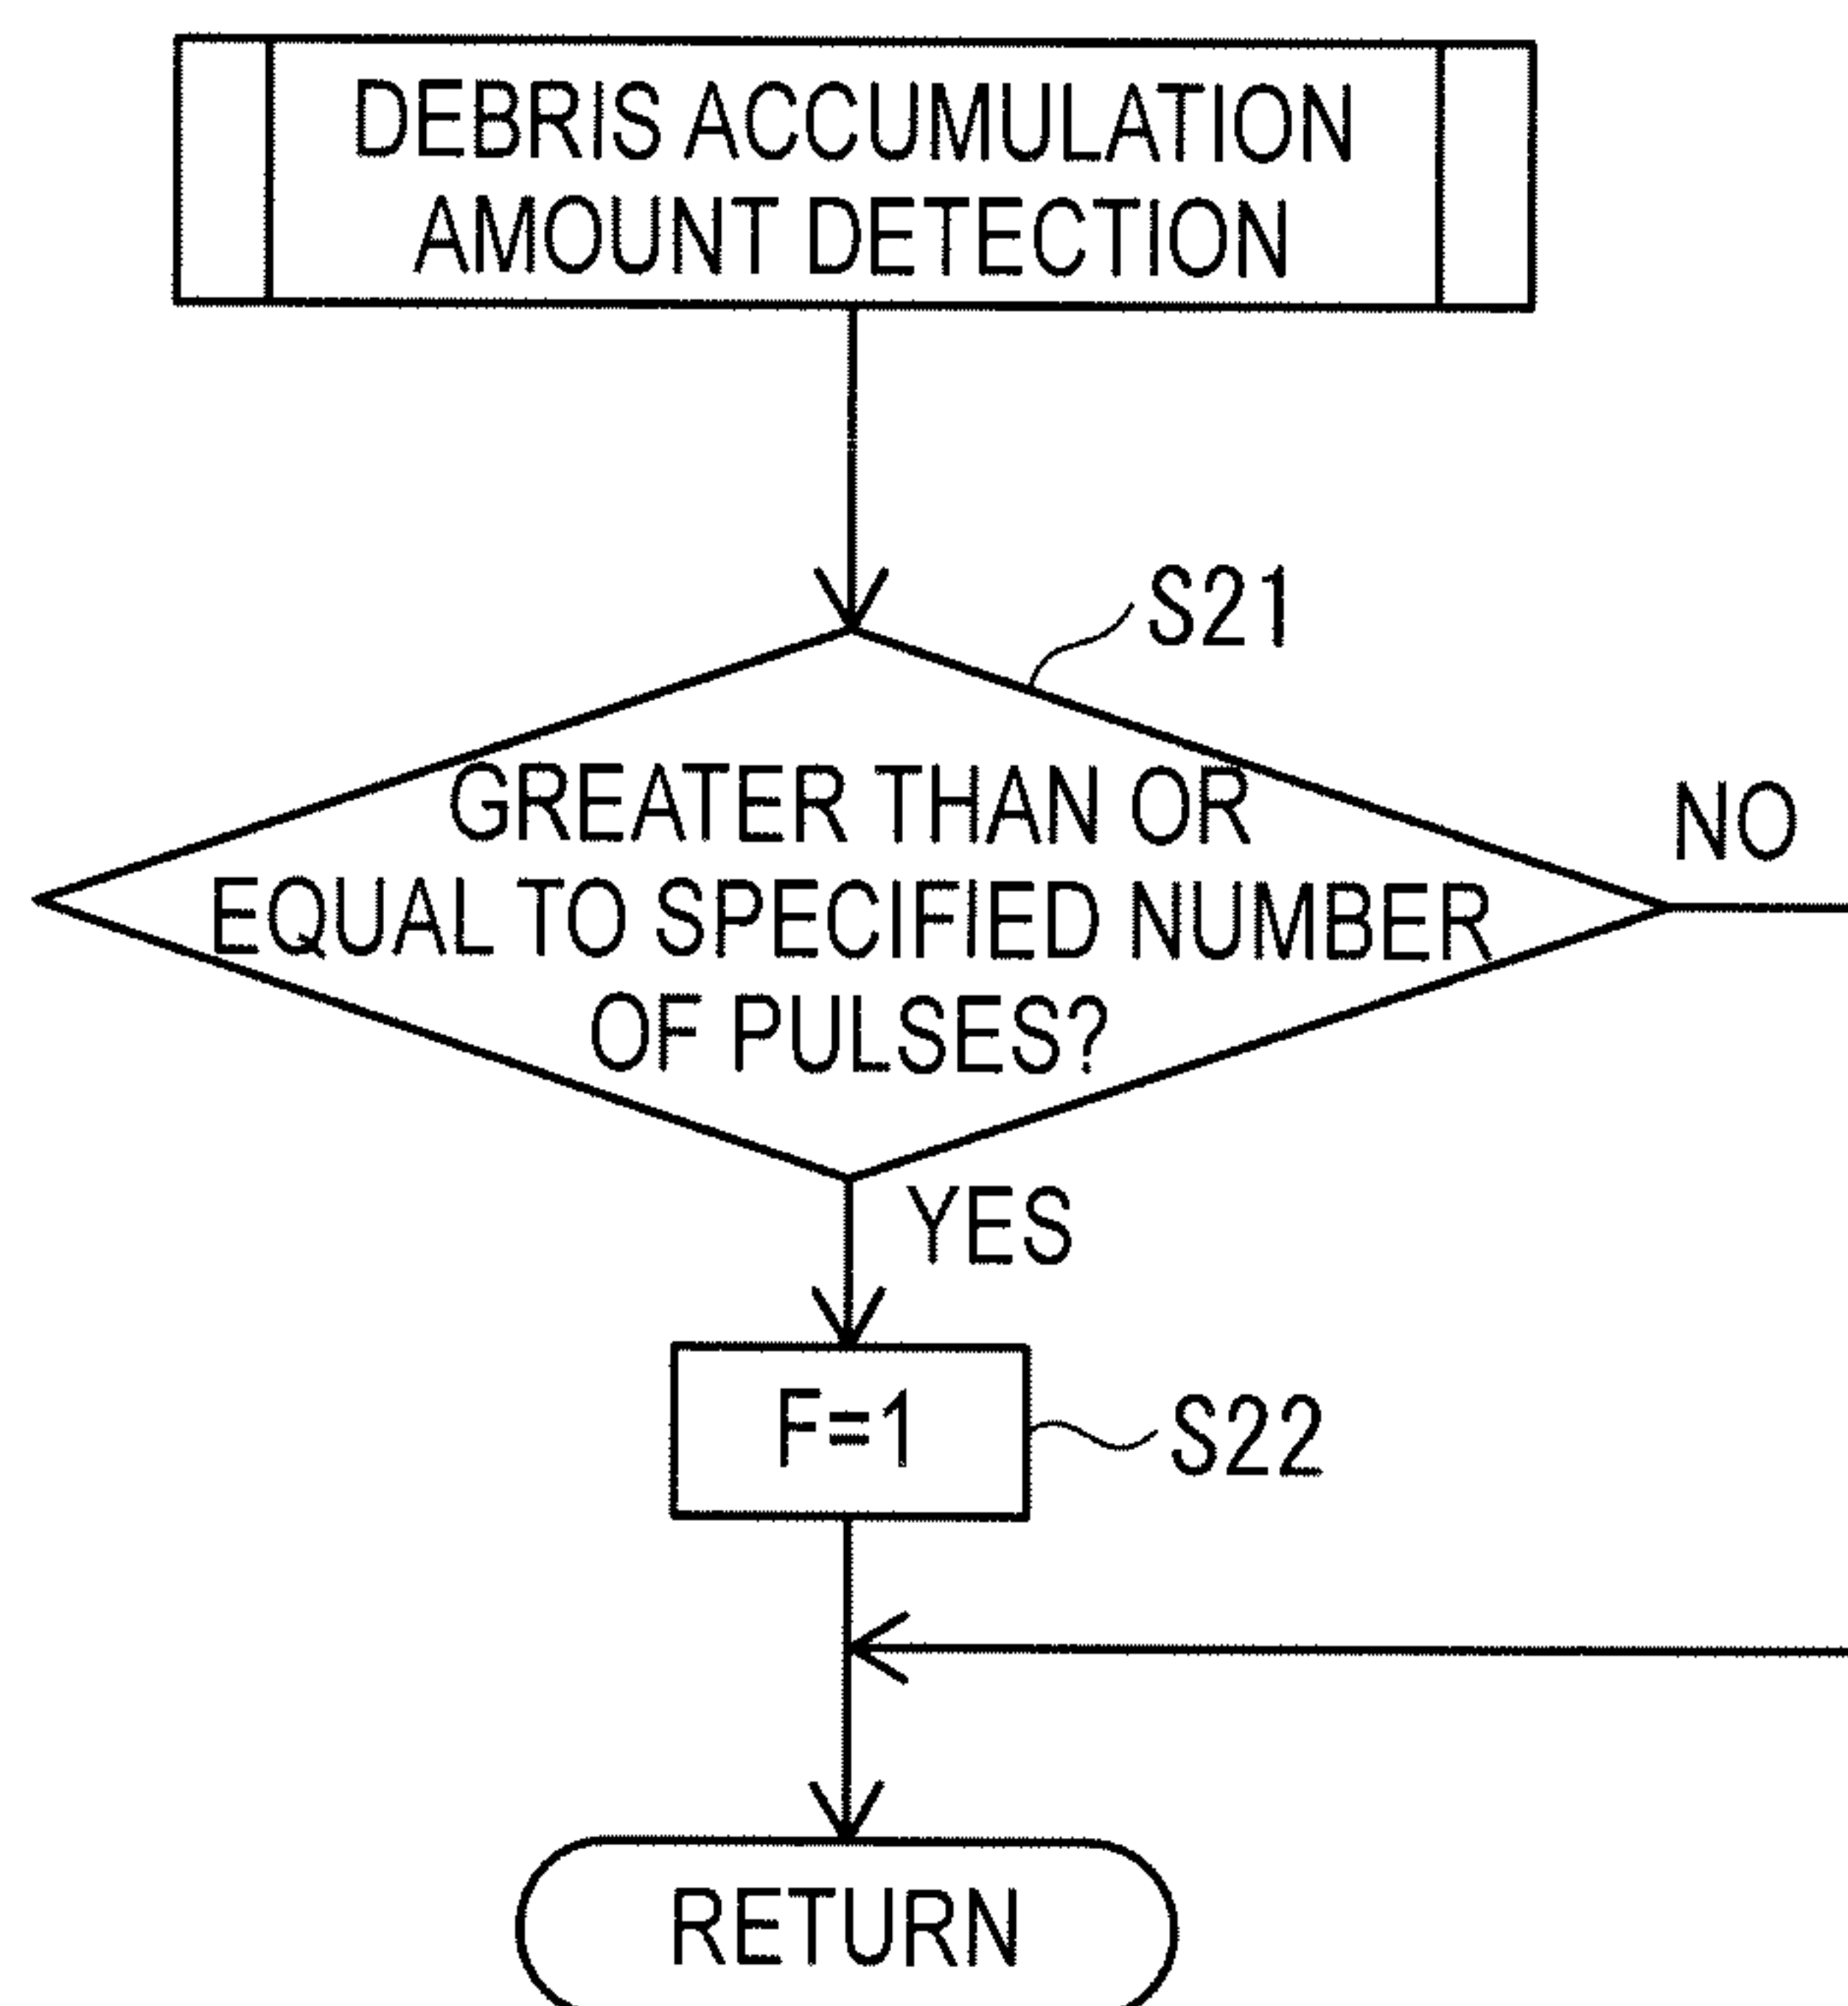 DEBRIS ACCUMULATION
AMOUNT DETECTION
S21
GREATER THAN OR
EQUAL TO SPECIFIED NUMBER
OF PULSES?
NO
YES
F=1
S22
RETURN